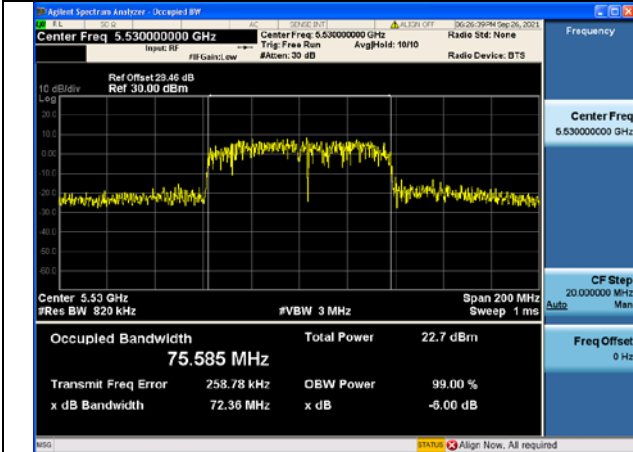 Agilent Spectrum Analyzer - Occupied BW
RL 50 Ω AC SENSE:INT ALIGN OFF 06:26:39 PM Sep 26, 2021
Center Freq 5.530000000 GHz
Center Freq: 5.530000000 GHz
Radio Std: None
Input: RF
Trig: Free Run Avg|Hold: 10/10
#IFGain:Low #Atten: 30 dB Radio Device: BTS
Ref Offset 29.46 dB
10 dB/div Ref 30.00 dBm
Log
20.0
10.0
0.00
-10.0
-20.0
-30.0
-40.0
-50.0
-60.0
Center 5.53 GHz Span 200 MHz
#Res BW 820 kHz #VBW 3 MHz Sweep 1 ms
Occupied Bandwidth Total Power 22.7 dBm
75.585 MHz
Transmit Freq Error 258.78 kHz OBW Power 99.00 %
x dB Bandwidth 72.36 MHz x dB -6.00 dB
MSG STATUS Align Now, All required
Frequency
Center Freq
5.530000000 GHz
CF Step
20.000000 MHz
Auto Man
Freq Offset
0 Hz